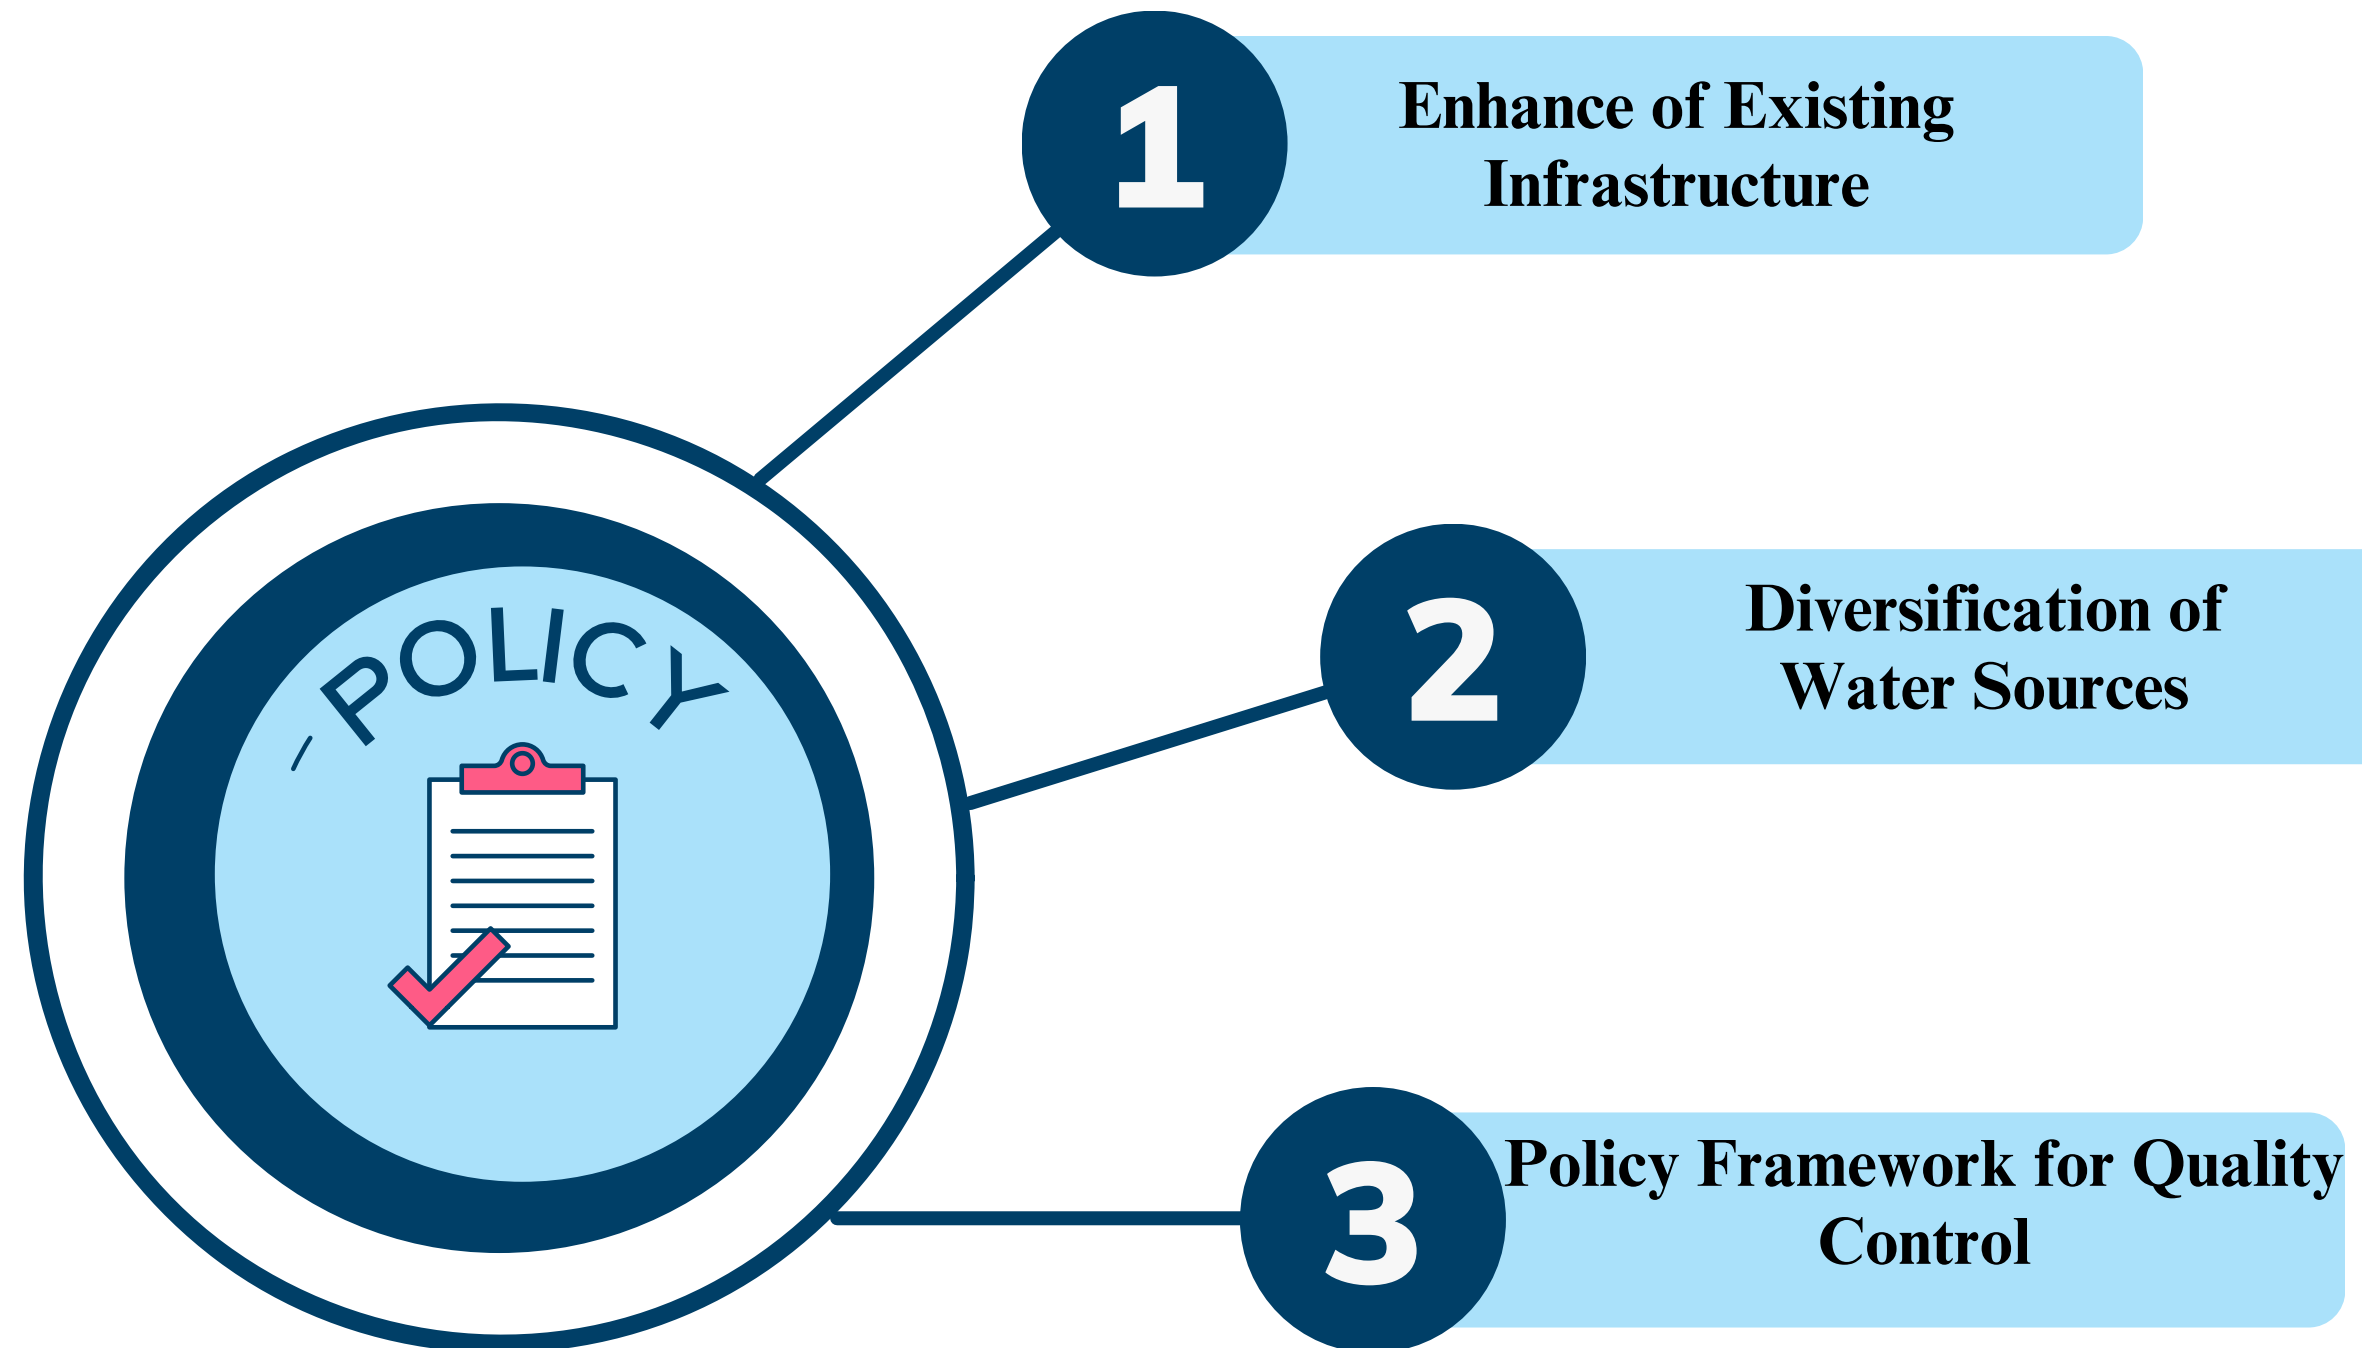 1
Enhance of Existing
Infrastructure
POLICY
2
Diversification of
Water Sources
3
Policy Framework for Quality
Control